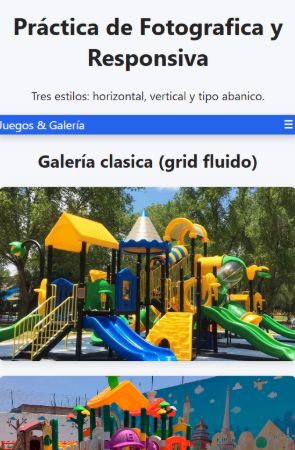 Práctica de Fotografica y
Responsiva
Tres estilos: horizontal, vertical y tipo abanico.
Juegos & Galería
Galería clasica (grid fluido)